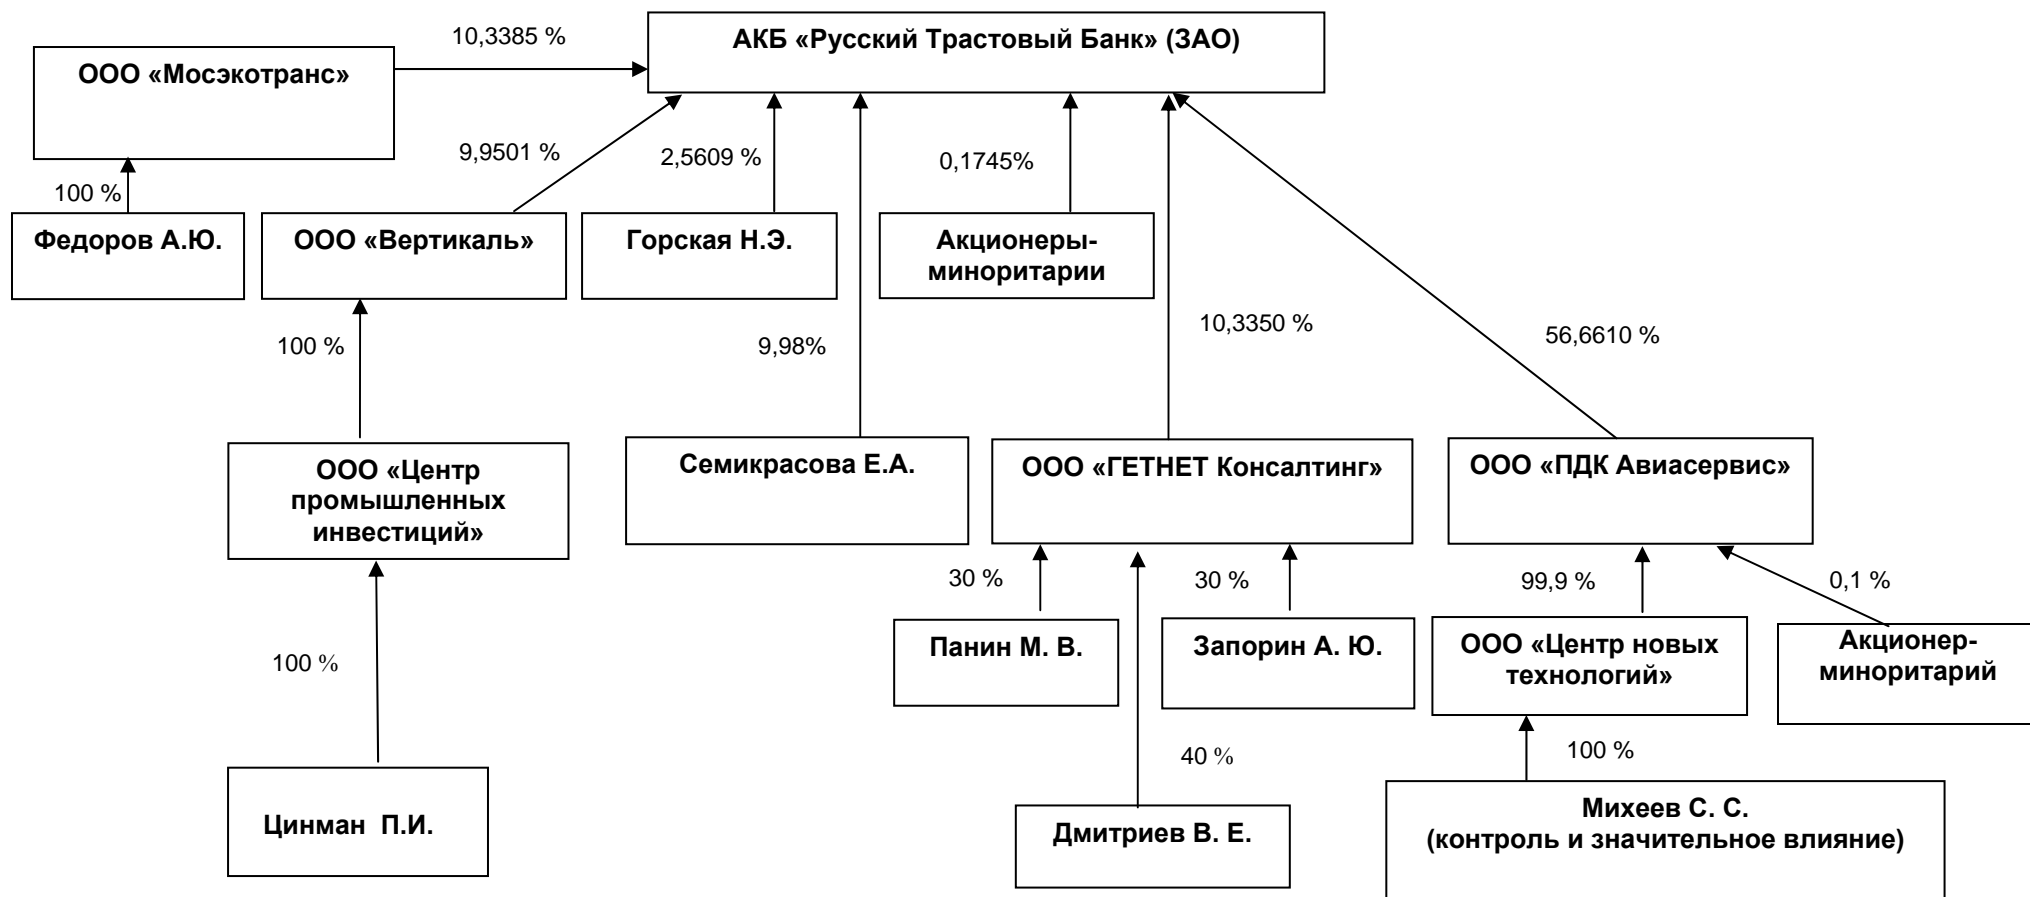 10,3385 %
АКБ «Русский Трастовый Банк» (ЗАО)
ООО «Мосэкотранс»
9,9501 %
2,5609 %
0,1745%
100 %
Федоров А.Ю.
ООО «Вертикаль»
Горская Н.Э.
Акционеры-
миноритарии
100 %
9,98%
10,3350 %
56,6610 %
ООО «Центр
промышленных
инвестиций»
Семикрасова Е.А.
ООО «ГЕТНЕТ Консалтинг»
ООО «ПДК Авиасервис»
30 %
30 %
99,9 %
0,1 %
100 %
Панин М. В.
Запорин А. Ю.
ООО «Центр новых
технологий»
Акционер-
миноритарий
40 %
100 %
Цинман П.И.
Дмитриев В. Е.
Михеев С. С.
(контроль и значительное влияние)